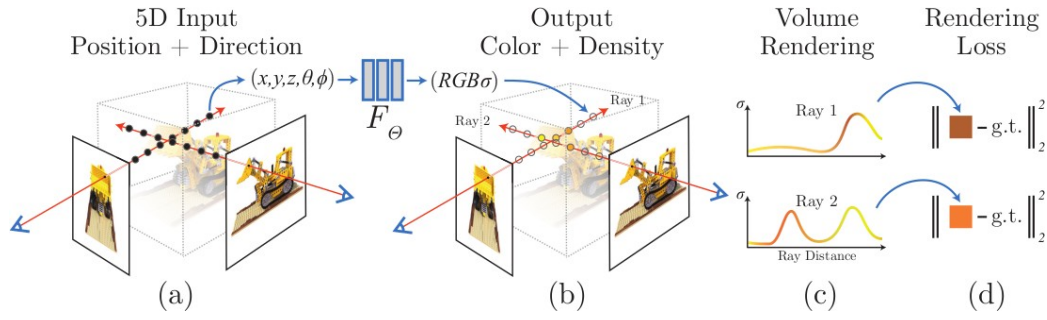 5D Input
Position + Direction
Output
Color + Density
Volume
Rendering
Rendering
Loss
(x,y,z,θ,ϕ)
F_Θ
(RGBσ)
Ray 1
Ray 2
σ
Ray 1
σ
Ray 2
Ray Distance
‖ - g.t. ‖²₂
‖ - g.t. ‖²₂
(a)
(b)
(c)
(d)